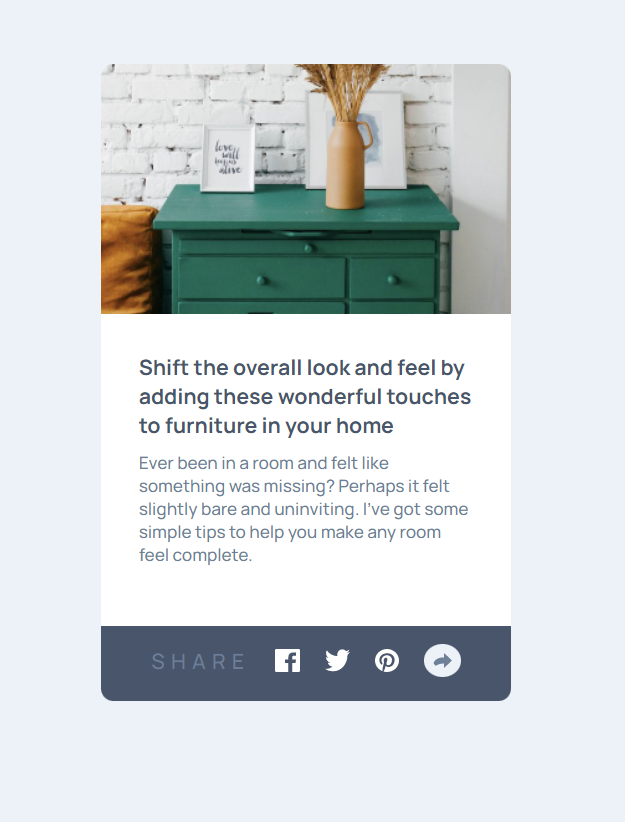 love
will
keep us
alive
Shift the overall look and feel by
adding these wonderful touches
to furniture in your home
Ever been in a room and felt like
something was missing? Perhaps it felt
slightly bare and uninviting. I've got some
simple tips to help you make any room
feel complete.
SHARE